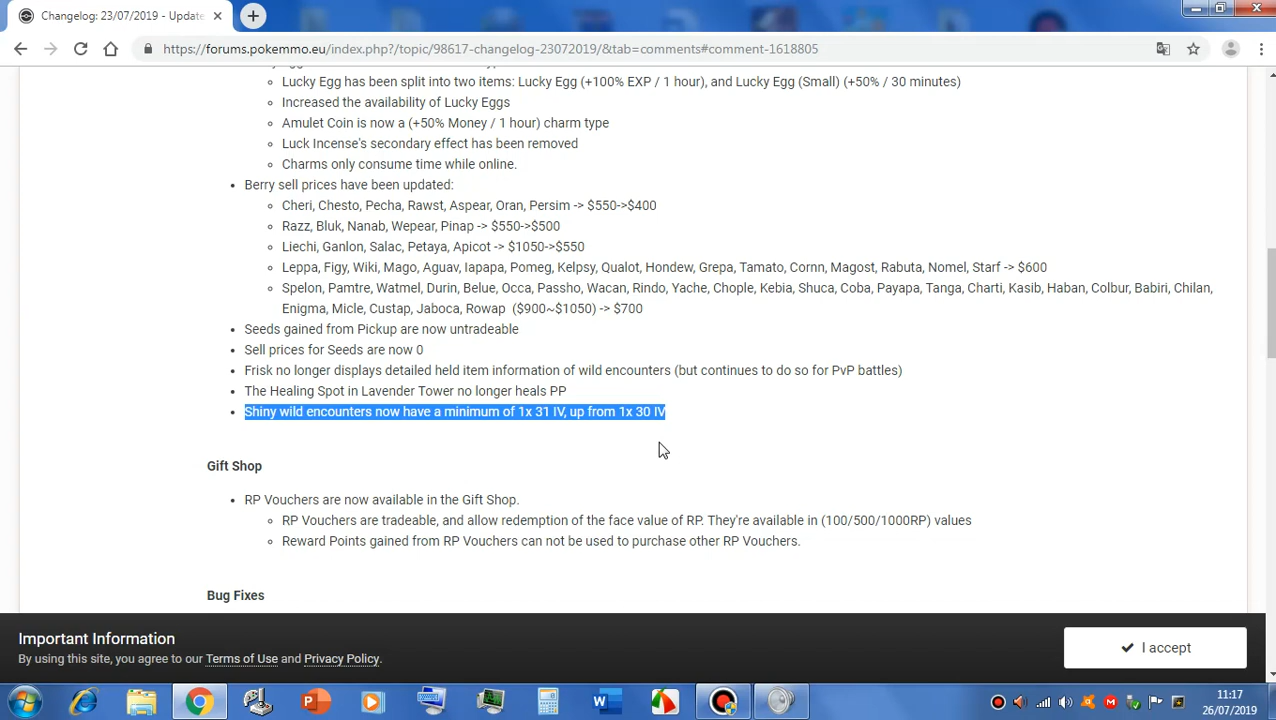 Changelog: 23/07/2019 - Update
https://forums.pokemmo.eu/index.php?/topic/98617-changelog-23072019/&tab=comments#comment-1618805
Lucky Egg has been split into two items: Lucky Egg (+100% EXP / 1 hour), and Lucky Egg (Small) (+50% / 30 minutes)
Increased the availability of Lucky Eggs
Amulet Coin is now a (+50% Money / 1 hour) charm type
Luck Incense's secondary effect has been removed
Charms only consume time while online.
Berry sell prices have been updated:
Cheri, Chesto, Pecha, Rawst, Aspear, Oran, Persim -> $550->$400
Razz, Bluk, Nanab, Wepear, Pinap -> $550->$500
Liechi, Ganlon, Salac, Petaya, Apicot -> $1050->$550
Leppa, Figy, Wiki, Mago, Aguav, Iapapa, Pomeg, Kelpsy, Qualot, Hondew, Grepa, Tamato, Cornn, Magost, Rabuta, Nomel, Starf -> $600
Spelon, Pamtre, Watmel, Durin, Belue, Occa, Passho, Wacan, Rindo, Yache, Chople, Kebia, Shuca, Coba, Payapa, Tanga, Charti, Kasib, Haban, Colbur, Babiri, Chilan,
Enigma, Micle, Custap, Jaboca, Rowap ($900~$1050) -> $700
Seeds gained from Pickup are now untradeable
Sell prices for Seeds are now 0
Frisk no longer displays detailed held item information of wild encounters (but continues to do so for PvP battles)
The Healing Spot in Lavender Tower no longer heals PP
Shiny wild encounters now have a minimum of 1x 31 IV, up from 1x 30 IV
Gift Shop
RP Vouchers are now available in the Gift Shop.
RP Vouchers are tradeable, and allow redemption of the face value of RP. They're available in (100/500/1000RP) values
Reward Points gained from RP Vouchers can not be used to purchase other RP Vouchers.
Bug Fixes
Important Information
By using this site, you agree to our Terms of Use and Privacy Policy.
I accept
11:17
26/07/2019